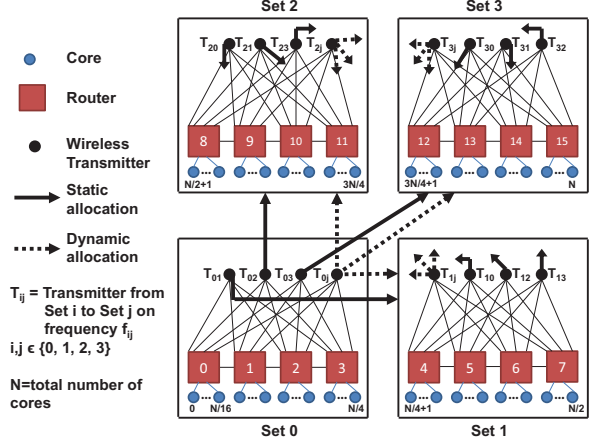 Set 2
Set 3
Core
Router
Wireless
Transmitter
Static
allocation
Dynamic
allocation
Tij = Transmitter from
Set i to Set j on
frequency fij
i,j ϵ {0, 1, 2, 3}
N=total number of
cores
T20 T21 T23 T2j
8 9 10 11
N/2+1 3N/4
T3j T30 T31 T32
12 13 14 15
3N/4+1 N
T01 T02 T03 T0j
0 1 2 3
0 N/16 N/4
T1j T10 T12 T13
4 5 6 7
N/4+1 N/2
Set 0
Set 1